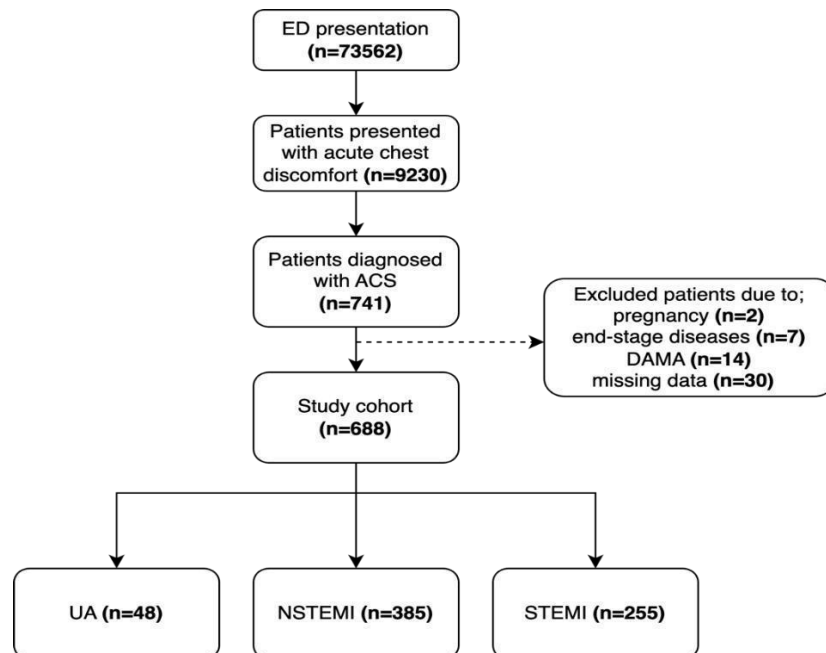 ED presentation
(n=73562)
Patients presented
with acute chest
discomfort (n=9230)
Patients diagnosed
with ACS
(n=741)
Excluded patients due to;
pregnancy (n=2)
end-stage diseases (n=7)
DAMA (n=14)
missing data (n=30)
Study cohort
(n=688)
UA (n=48)
NSTEMI (n=385)
STEMI (n=255)